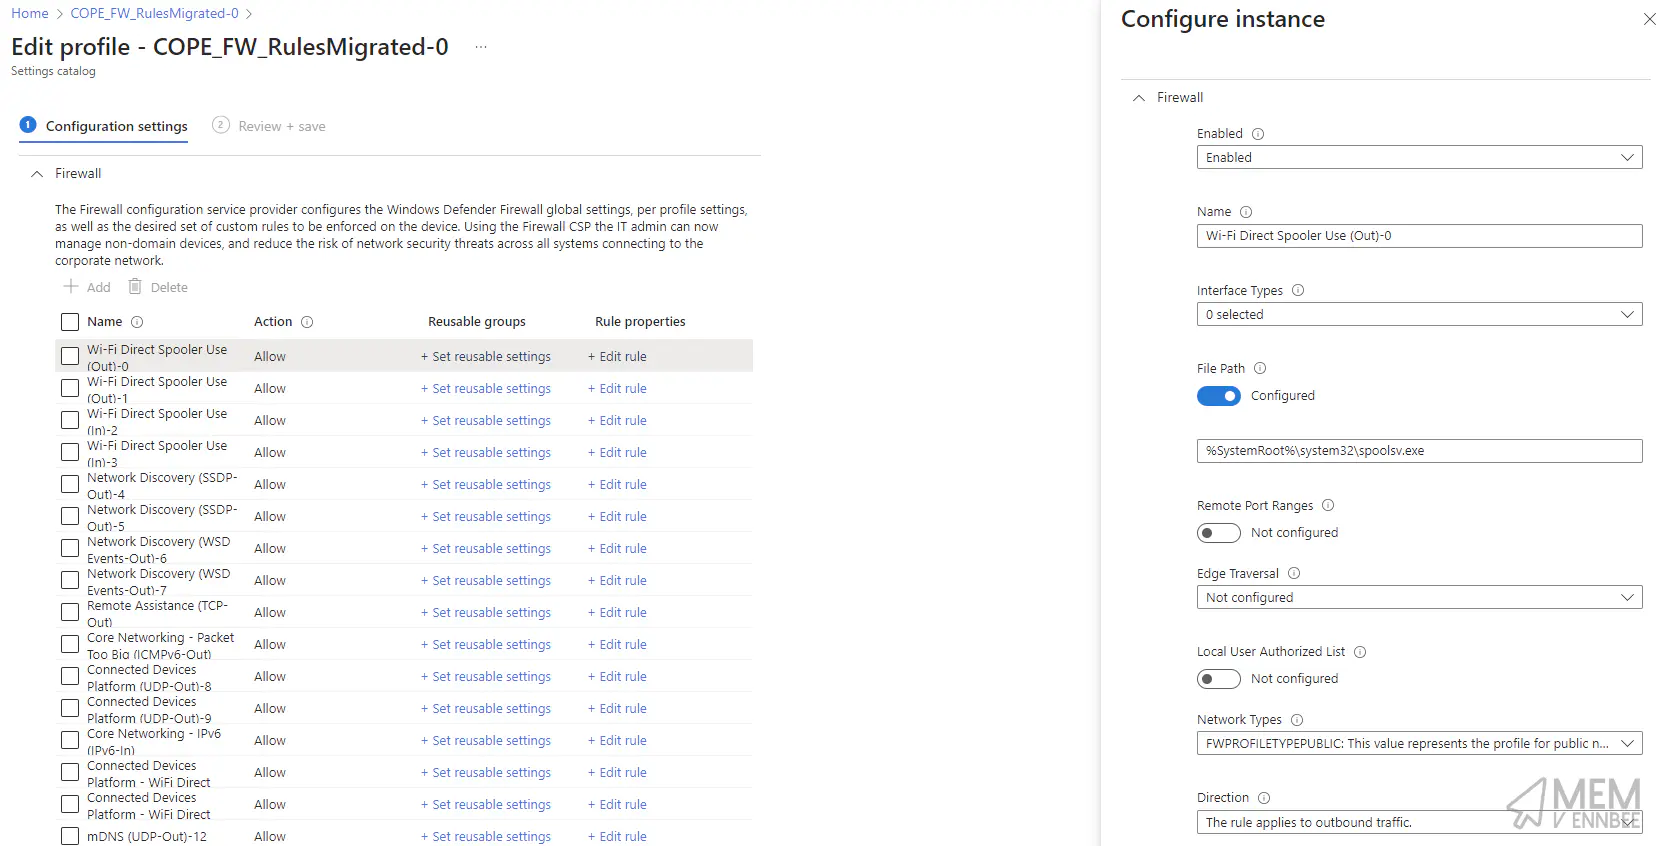 Home > COPE_FW_RulesMigrated-0 >
Edit profile - COPE_FW_RulesMigrated-0 ...
Settings catalog
1 Configuration settings 2 Review + save
Firewall
The Firewall configuration service provider configures the Windows Defender Firewall global settings, per profile settings,
as well as the desired set of custom rules to be enforced on the device. Using the Firewall CSP the IT admin can now
manage non-domain devices, and reduce the risk of network security threats across all systems connecting to the
corporate network.
+ Add Delete
Name Action Reusable groups Rule properties
Wi-Fi Direct Spooler Use
(Out)-0 Allow + Set reusable settings + Edit rule
Wi-Fi Direct Spooler Use
(Out)-1 Allow + Set reusable settings + Edit rule
Wi-Fi Direct Spooler Use
(In)-2 Allow + Set reusable settings + Edit rule
Wi-Fi Direct Spooler Use
(In)-3 Allow + Set reusable settings + Edit rule
Network Discovery (SSDP-
Out)-4 Allow + Set reusable settings + Edit rule
Network Discovery (SSDP-
Out)-5 Allow + Set reusable settings + Edit rule
Network Discovery (WSD
Events-Out)-6 Allow + Set reusable settings + Edit rule
Network Discovery (WSD
Events-Out)-7 Allow + Set reusable settings + Edit rule
Remote Assistance (TCP-
Out) Allow + Set reusable settings + Edit rule
Core Networking - Packet
Too Big (ICMPv6-Out) Allow + Set reusable settings + Edit rule
Connected Devices
Platform (UDP-Out)-8 Allow + Set reusable settings + Edit rule
Connected Devices
Platform (UDP-Out)-9 Allow + Set reusable settings + Edit rule
Core Networking - IPv6
(IPv6-In) Allow + Set reusable settings + Edit rule
Connected Devices
Platform - WiFi Direct Allow + Set reusable settings + Edit rule
Connected Devices
Platform - WiFi Direct Allow + Set reusable settings + Edit rule
mDNS (UDP-Out)-12 Allow + Set reusable settings + Edit rule
Configure instance
Firewall
Enabled
Enabled
Name
Wi-Fi Direct Spooler Use (Out)-0
Interface Types
0 selected
File Path
Configured
%SystemRoot%\system32\spoolsv.exe
Remote Port Ranges
Not configured
Edge Traversal
Not configured
Local User Authorized List
Not configured
Network Types
FWPROFILETYPEPUBLIC: This value represents the profile for public n...
Direction
The rule applies to outbound traffic.
MEM
V ENNBEE